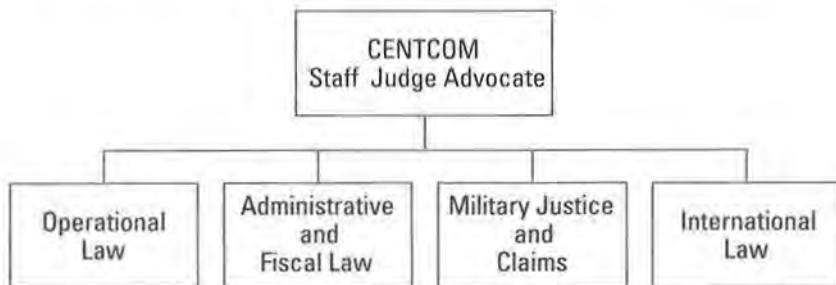 CENTCOM
Staff Judge Advocate
Operational
Law
Administrative
and
Fiscal Law
Military Justice
and
Claims
International
Law